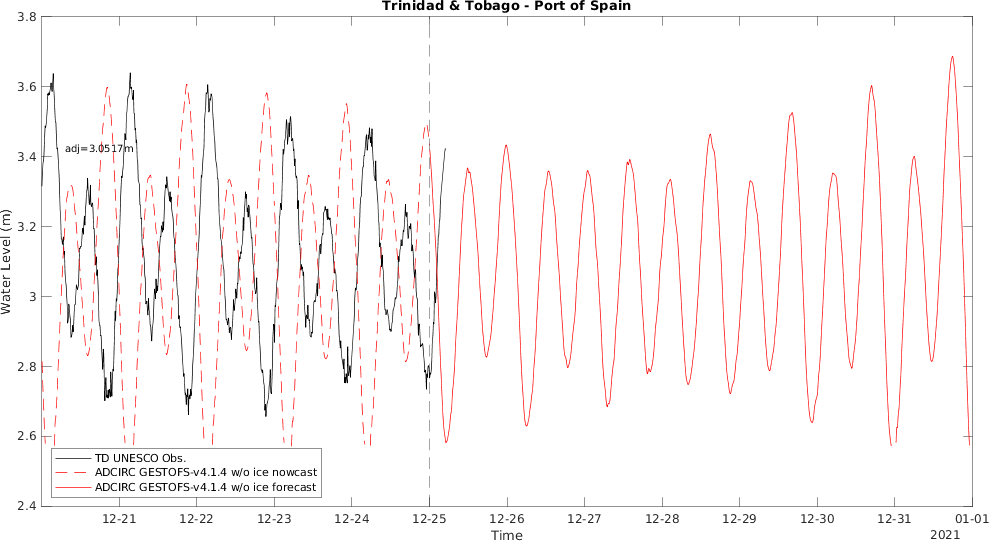 Trinidad & Tobago - Port of Spain
3.8
3.6
3.4
3.2
3
2.8
2.6
2.4
Water Level (m)
adj=3.0517m
TD UNESCO Obs.
ADCIRC GESTOFS-v4.1.4 w/o ice nowcast
ADCIRC GESTOFS-v4.1.4 w/o ice forecast
12-21 12-22 12-23 12-24 12-25 12-26 12-27 12-28 12-29 12-30 12-31 01-01
Time
2021